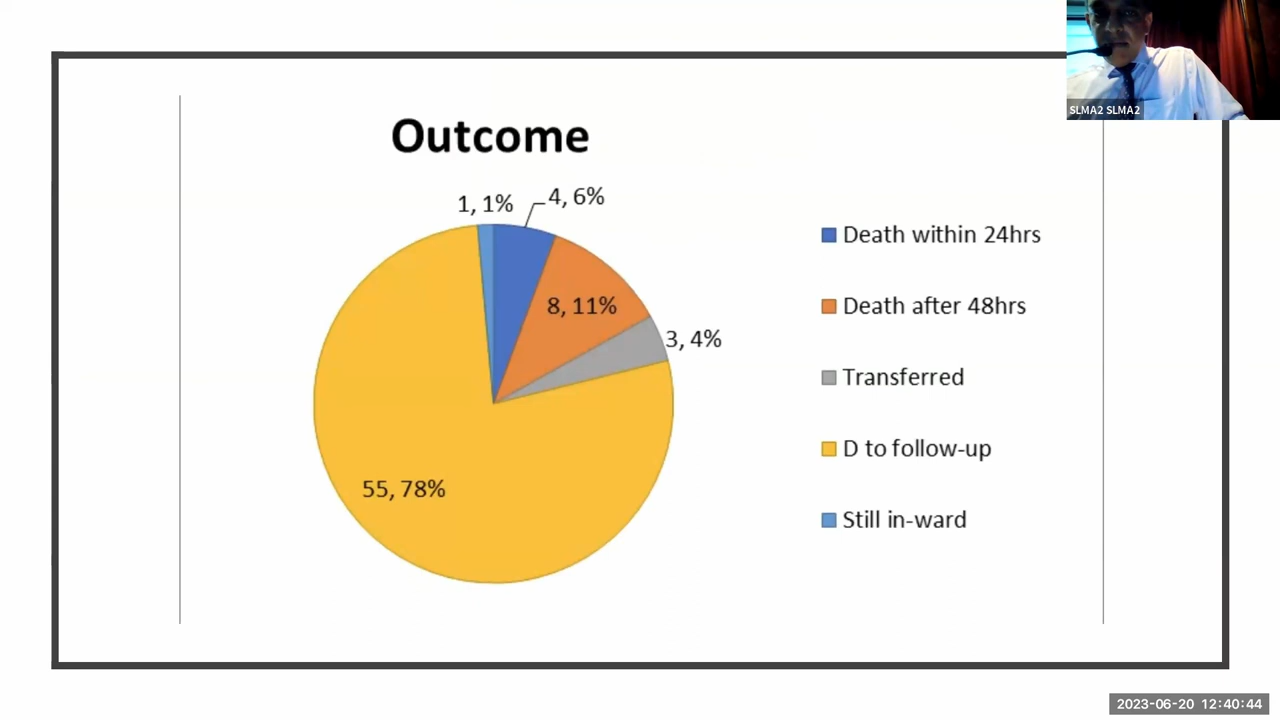 SLMA2 SLMA2
Outcome
1, 1%
4, 6%
8, 11%
3, 4%
55, 78%
Death within 24hrs
Death after 48hrs
Transferred
D to follow-up
Still in-ward
2023-06-20 12:40:44